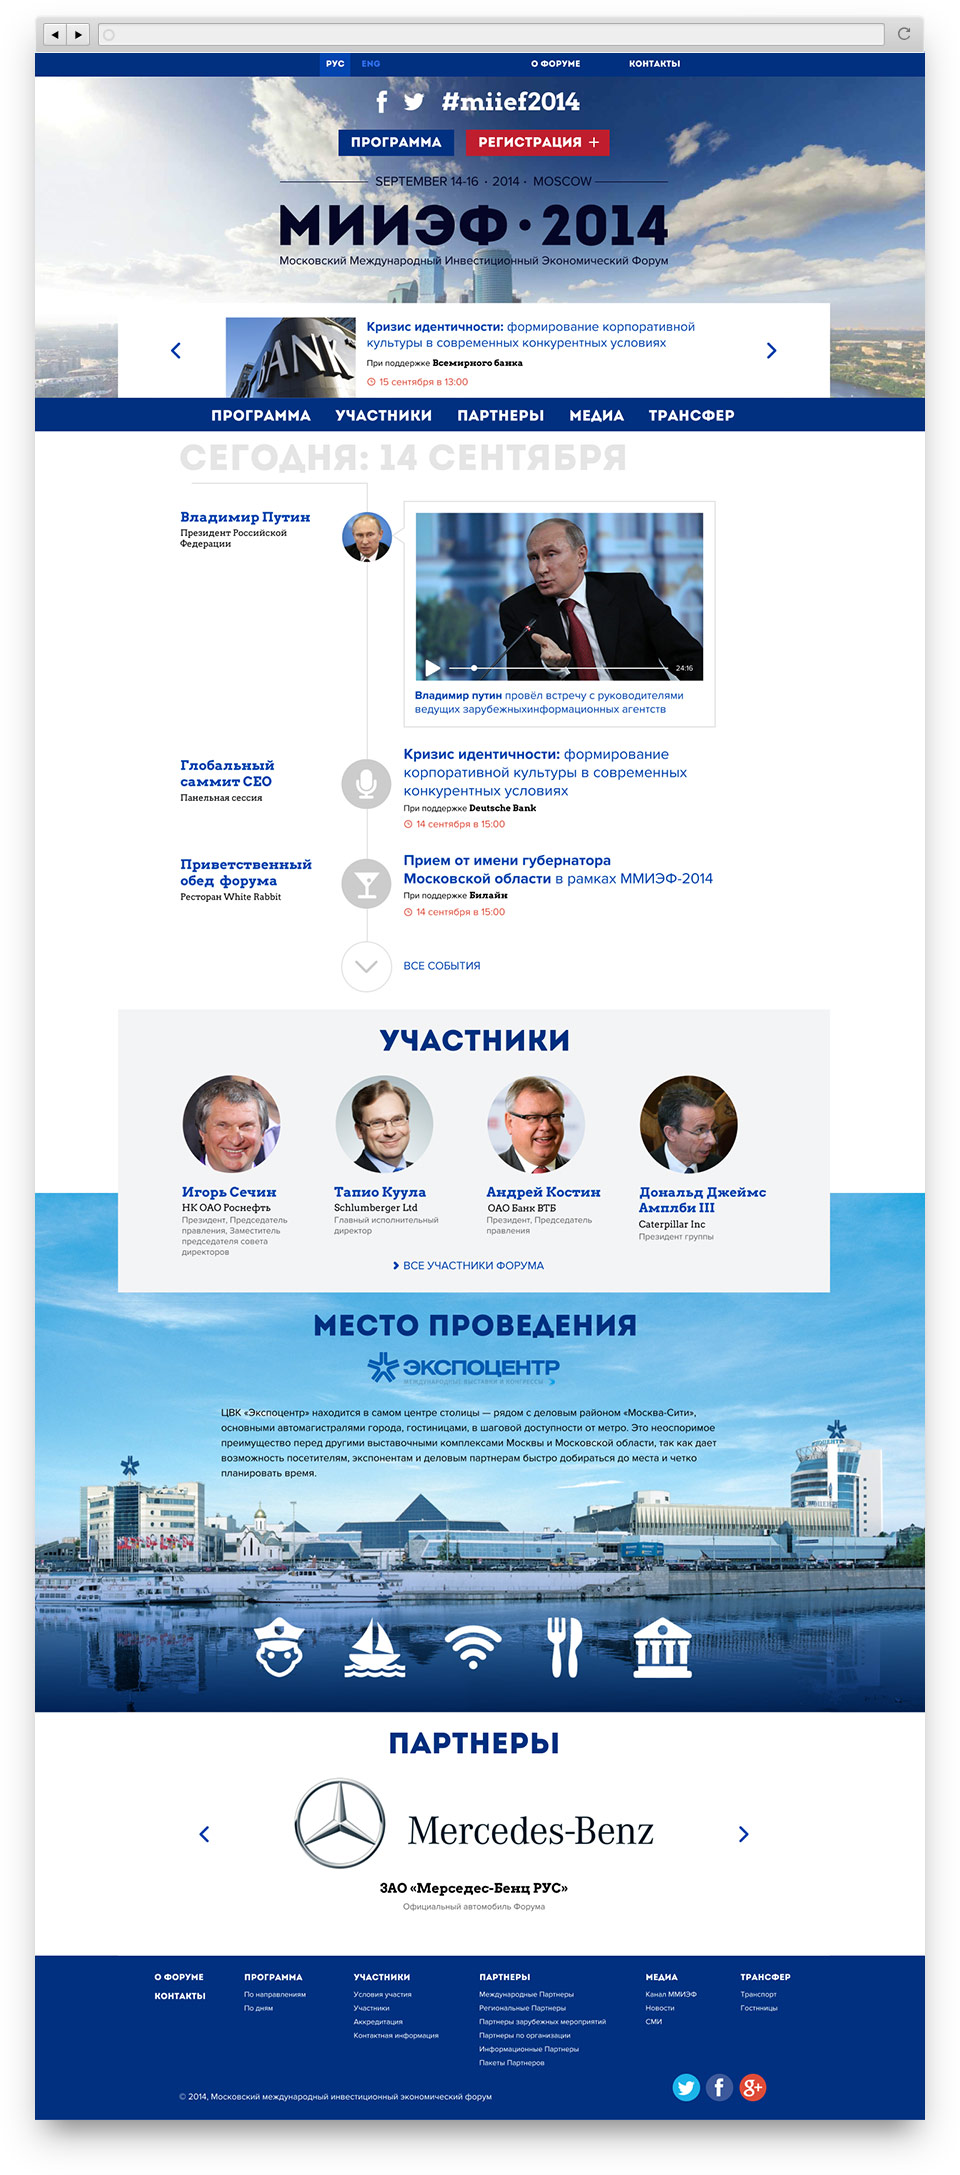 РУС ENG О ФОРУМЕ КОНТАКТЫ
#miief2014
ПРОГРАММА РЕГИСТРАЦИЯ +
SEPTEMBER 14-16 · 2014 · MOSCOW
МИИЭФ · 2014
Московский Международный Инвестиционный Экономический Форум
BANK
Кризис идентичности: формирование корпоративной
культуры в современных конкурентных условиях
При поддержке Всемирного банка
15 сентября в 13:00
ПРОГРАММА УЧАСТНИКИ ПАРТНЕРЫ МЕДИА ТРАНСФЕР
СЕГОДНЯ: 14 СЕНТЯБРЯ
Владимир Путин
Президент Российской
Федерации
24:16
Владимир путин провёл встречу с руководителями
ведущих зарубежныхинформационных агентств
Глобальный
саммит CEO
Панельная сессия
Кризис идентичности: формирование
корпоративной культуры в современных
конкурентных условиях
При поддержке Deutsche Bank
14 сентября в 15:00
Приветственный
обед форума
Ресторан White Rabbit
Прием от имени губернатора
Московской области в рамках ММИЭФ-2014
При поддержке Билайн
14 сентября в 15:00
ВСЕ СОБЫТИЯ
УЧАСТНИКИ
Игорь Сечин
НК ОАО Роснефть
Президент, Председатель
правления, Заместитель
председателя совета
директоров
Тапио Куула
Schlumberger Ltd
Главный исполнительный
директор
Андрей Костин
ОАО Банк ВТБ
Президент, Председатель
правления
Дональд Джеймс
Амплби III
Caterpillar Inc
Президент группы
ВСЕ УЧАСТНИКИ ФОРУМА
МЕСТО ПРОВЕДЕНИЯ
ЭКСПОЦЕНТР
МЕЖДУНАРОДНЫЕ ВЫСТАВКИ И КОНГРЕССЫ
ЦВК «Экспоцентр» находится в самом центре столицы — рядом с деловым районом «Москва-Сити»,
основными автомагистралями города, гостиницами, в шаговой доступности от метро. Это неоспоримое
преимущество перед другими выставочными комплексами Москвы и Московской области, так как дает
возможность посетителям, экспонентам и деловым партнерам быстро добираться до места и четко
планировать время.
ПАРТНЕРЫ
Mercedes-Benz
ЗАО «Мерседес-Бенц РУС»
Официальный автомобиль Форума
О ФОРУМЕ
КОНТАКТЫ
ПРОГРАММА
По направлениям
По дням
УЧАСТНИКИ
Условия участия
Участники
Аккредитация
Контактная информация
ПАРТНЕРЫ
Международные Партнеры
Региональные Партнеры
Партнеры зарубежных мероприятий
Партнеры по организации
Информационные Партнеры
Пакеты Партнеров
МЕДИА
Канал ММИЭФ
Новости
СМИ
ТРАНСФЕР
Транспорт
Гостнницы
© 2014, Московский международный инвестиционный экономический форум